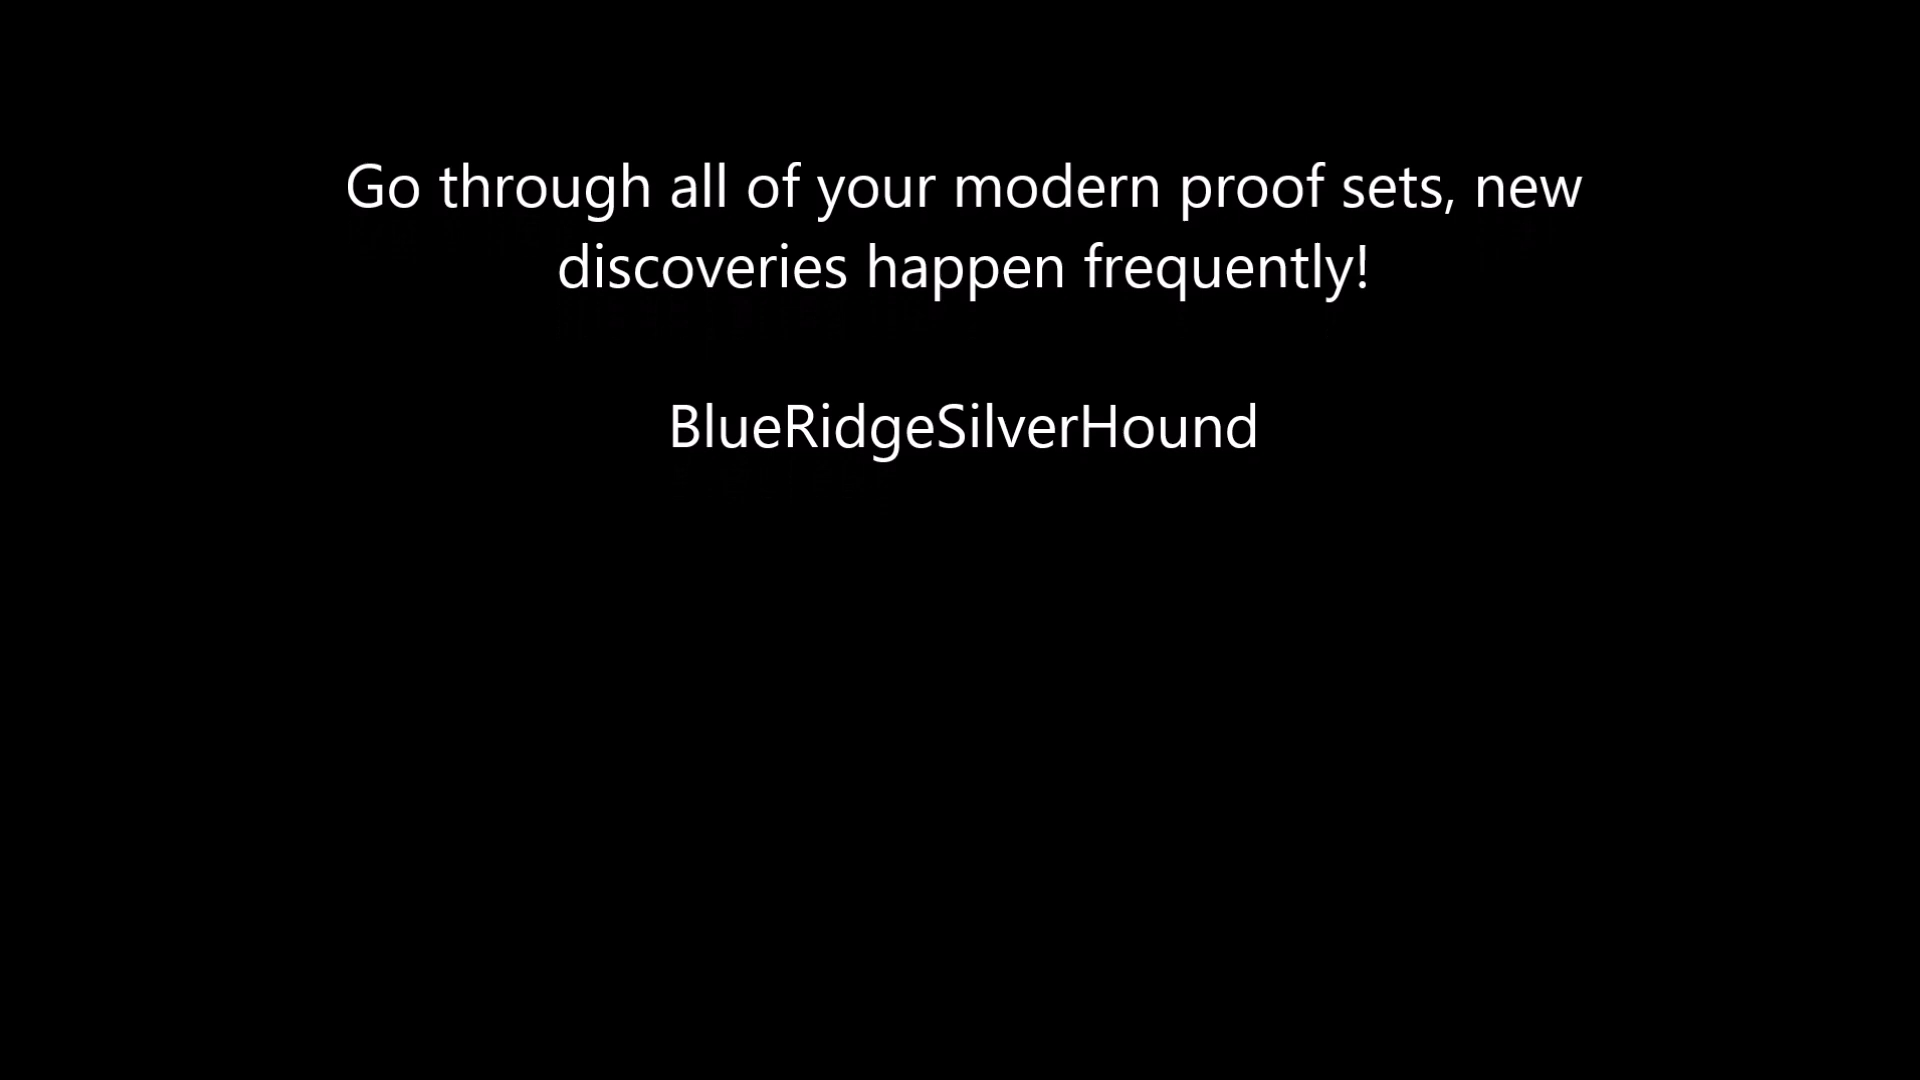 Go through all of your modern proof sets, new
discoveries happen frequently!
BlueRidgeSilverHound